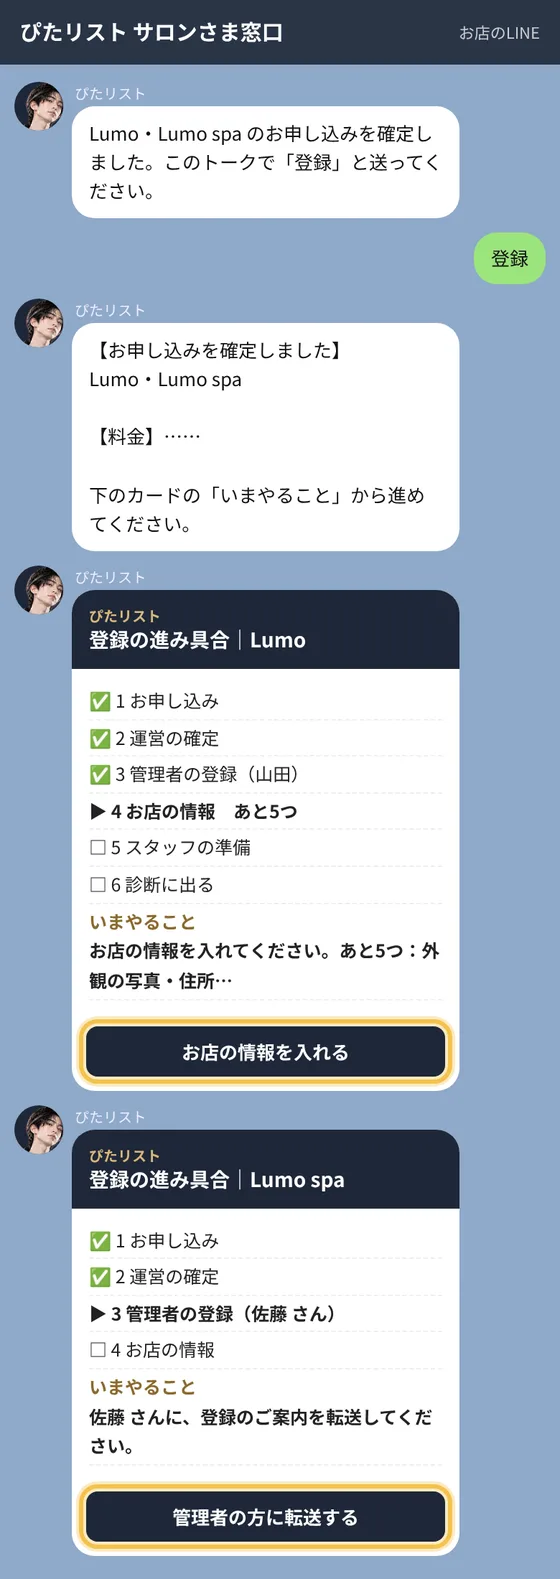 ぴたリスト サロンさま窓口
お店のLINE
ぴたリスト
Lumo・Lumo spa のお申し込みを確定し
ました。このトークで「登録」と送ってく
ださい。
登録
ぴたリスト
【お申し込みを確定しました】
Lumo・Lumo spa
【料金】……
下のカードの「いまやること」から進め
てください。
ぴたリスト
ぴたリスト
登録の進み具合｜Lumo
✅ 1 お申し込み
✅ 2 運営の確定
✅ 3 管理者の登録（山田）
▶ 4 お店の情報　あと5つ
☐ 5 スタッフの準備
☐ 6 診断に出る
いまやること
お店の情報を入れてください。あと5つ：外
観の写真・住所…
お店の情報を入れる
ぴたリスト
ぴたリスト
登録の進み具合｜Lumo spa
✅ 1 お申し込み
✅ 2 運営の確定
▶ 3 管理者の登録（佐藤 さん）
☐ 4 お店の情報
いまやること
佐藤 さんに、登録のご案内を転送してくだ
さい。
管理者の方に転送する